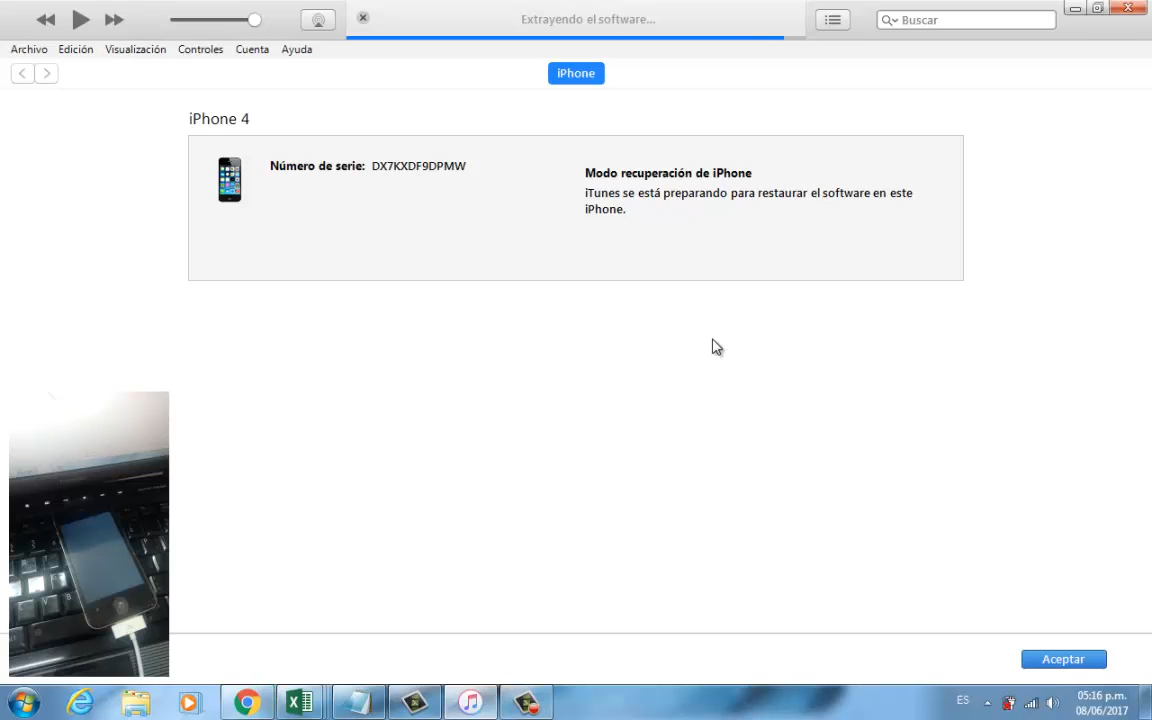 Extrayendo el software...
Buscar
Archivo Edición Visualización Controles Cuenta Ayuda
iPhone
iPhone 4
Número de serie: DX7KXDF9DPMW
Modo recuperación de iPhone
iTunes se está preparando para restaurar el software en este
iPhone.
Aceptar
ES
05:16 p.m.
08/06/2017